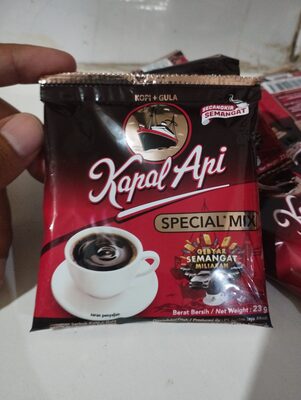 KOPI + GULA
SECANGKIR
SEMANGAT
Kapal Api
SPECIAL MIX
GEBYAR
SEMANGAT
MILIARAN
saran penyajian
Berat Bersih / Net Weight : 23 g